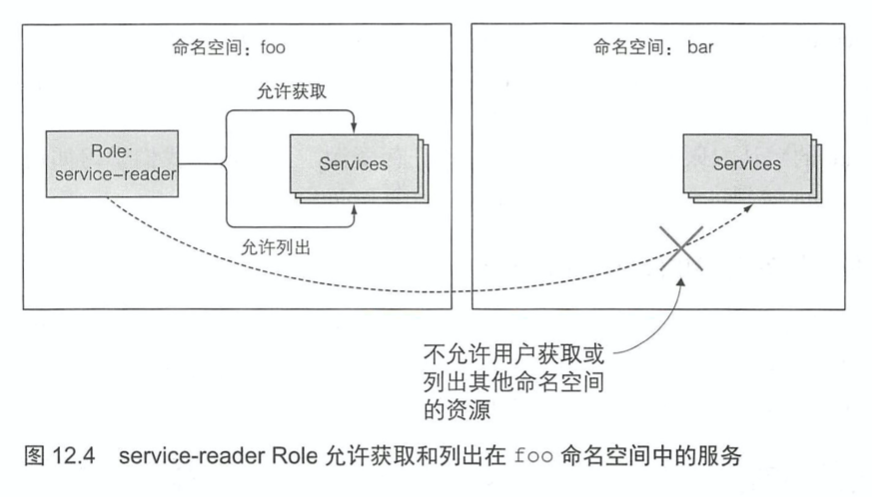 命名空间：foo
命名空间：bar
允许获取
Role:
service-reader
Services
Services
允许列出
不允许用户获取或
列出其他命名空间
的资源
图 12.4 service-reader Role 允许获取和列出在 foo 命名空间中的服务